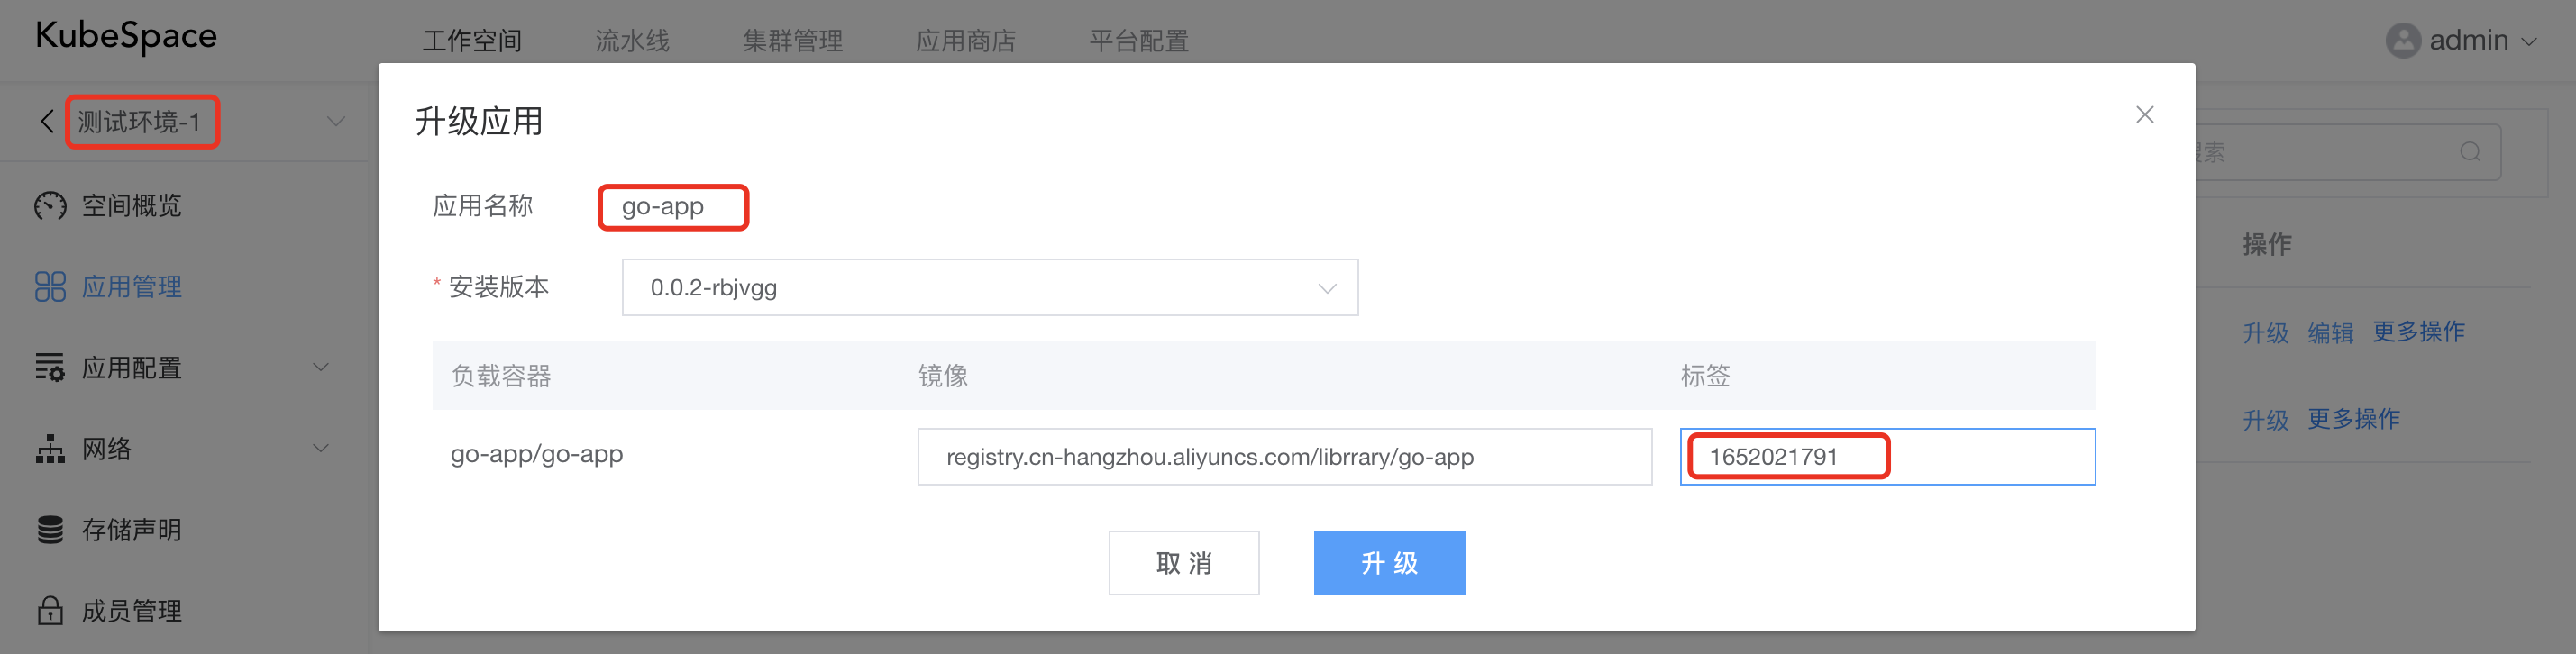 KubeSpace
工作空间 流水线 集群管理 应用商店 平台配置
admin
测试环境-1
空间概览
应用管理
应用配置
网络
存储声明
成员管理
升级应用
应用名称 go-app
* 安装版本 0.0.2-rbjvgg
负载容器 镜像 标签
go-app/go-app registry.cn-hangzhou.aliyuncs.com/librrary/go-app 1652021791
取消 升级
索
操作
升级 编辑 更多操作
升级 更多操作